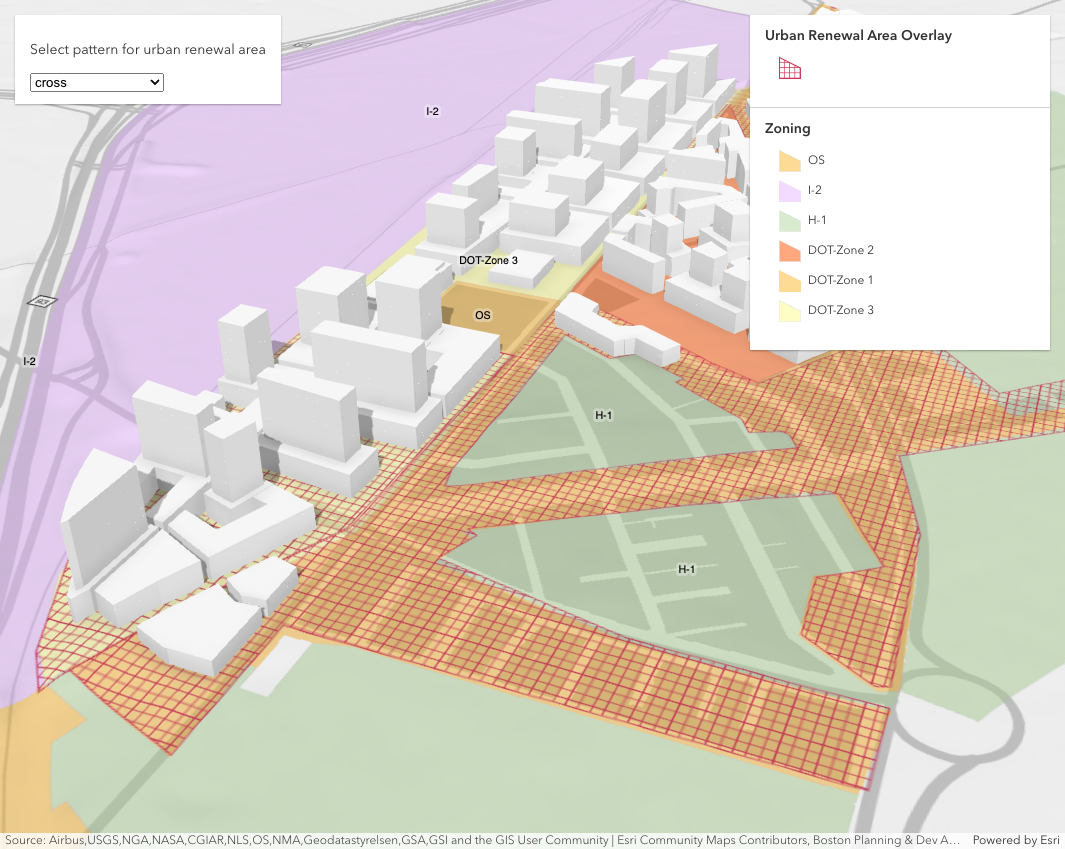 Select pattern for urban renewal area
cross
Urban Renewal Area Overlay
Zoning
OS
I-2
H-1
DOT-Zone 2
DOT-Zone 1
DOT-Zone 3
I-2
DOT-Zone 3
OS
I-2
H-1
H-1
Source: Airbus,USGS,NGA,NASA,CGIAR,NLS,OS,NMA,Geodatastyrelsen,GSA,GSI and the GIS User Community | Esri Community Maps Contributors, Boston Planning & Dev A…
Powered by Esri